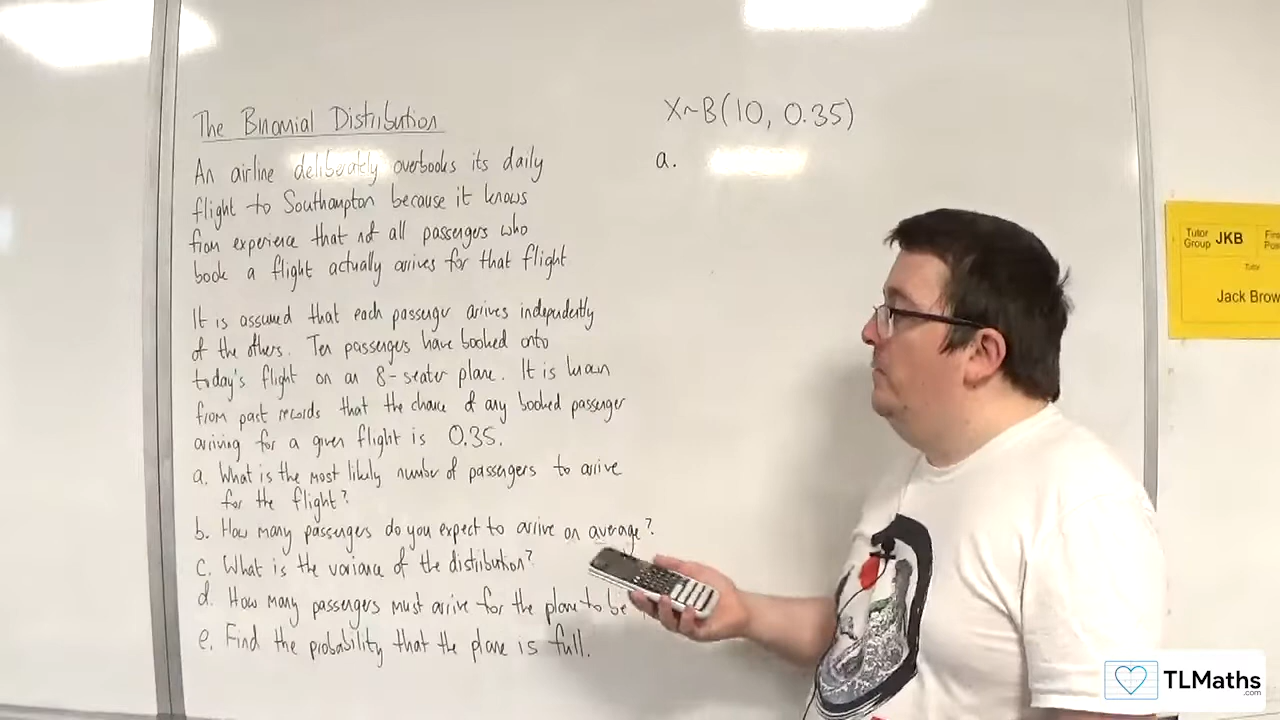 The Binomial Distribution
An airline deliberately overbooks its daily
flight to Southampton because it knows
from experience that not all passengers who
book a flight actually arrives for that flight
It is assumed that each passenger arrives independently
of the others. Ten passengers have booked onto
today's flight on an 8-seater plane. It is known
from past records that the chance of any booked passenger
arriving for a given flight is 0.35.
a. What is the most likely number of passengers to arrive
for the flight?
b. How many passengers do you expect to arrive on average?
c. What is the variance of the distribution?
d. How many passengers must arrive for the plane to be
e. Find the probability that the plane is full.
X~B(10, 0.35)
a.
Tutor
Group JKB
Tutor
Jack Brow
TLMaths
.com